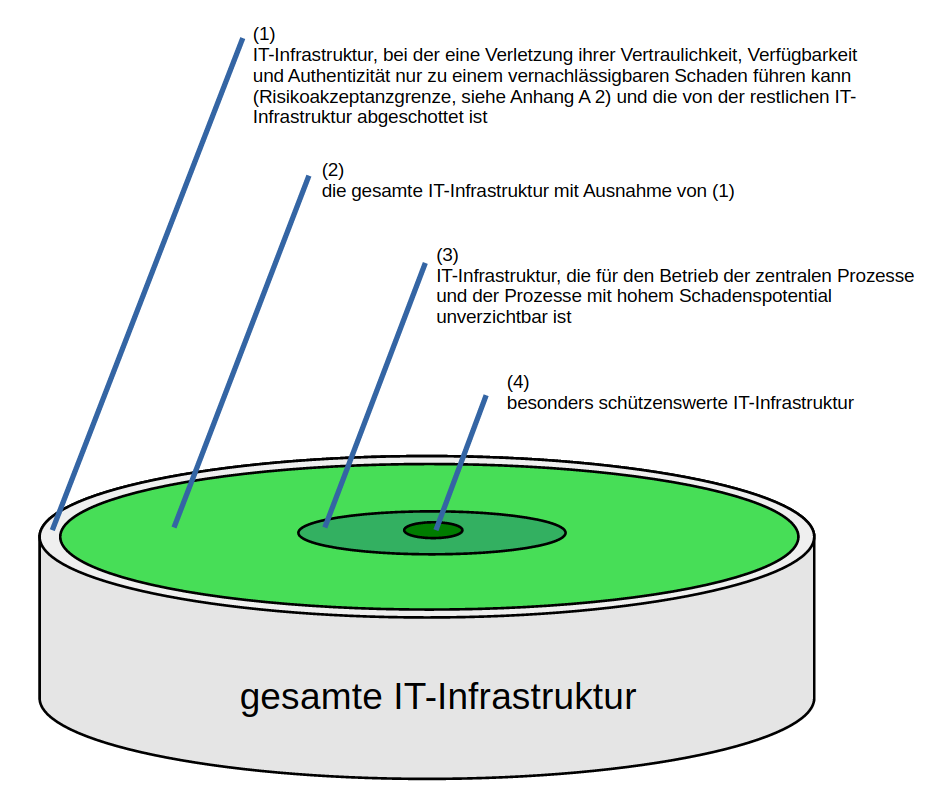 (1)
IT-Infrastruktur, bei der eine Verletzung ihrer Vertraulichkeit, Verfügbarkeit
und Authentizität nur zu einem vernachlässigbaren Schaden führen kann
(Risikoakzeptanzgrenze, siehe Anhang A 2) und die von der restlichen IT-
Infrastruktur abgeschottet ist
(2)
die gesamte IT-Infrastruktur mit Ausnahme von (1)
(3)
IT-Infrastruktur, die für den Betrieb der zentralen Prozesse
und der Prozesse mit hohem Schadenspotential
unverzichtbar ist
(4)
besonders schützenswerte IT-Infrastruktur
gesamte IT-Infrastruktur